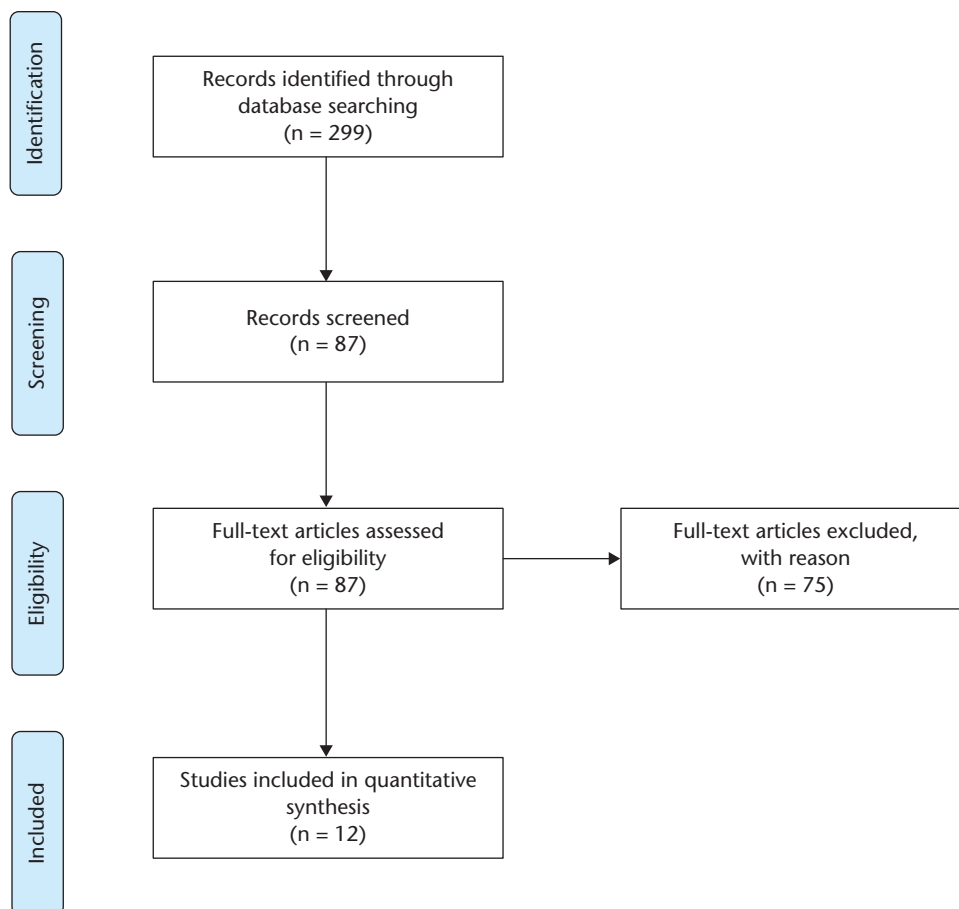 Identification
Records identified through
database searching
(n = 299)
Screening
Records screened
(n = 87)
Eligibility
Full-text articles assessed
for eligibility
(n = 87)
Full-text articles excluded,
with reason
(n = 75)
Included
Studies included in quantitative
synthesis
(n = 12)